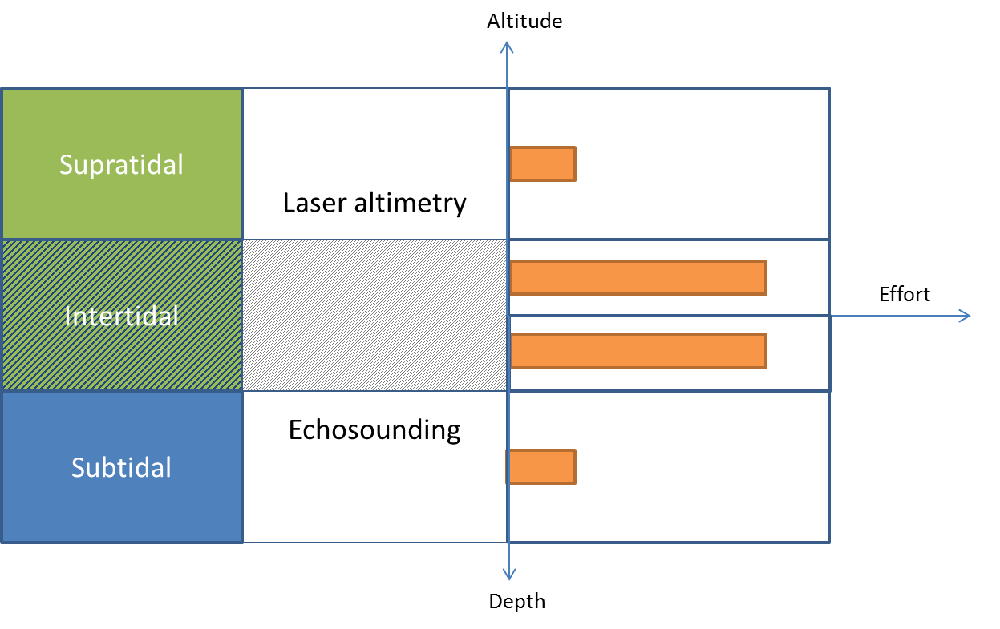 Altitude
Supratidal
Laser altimetry
Effort
Intertidal
Echosounding
Subtidal
Depth